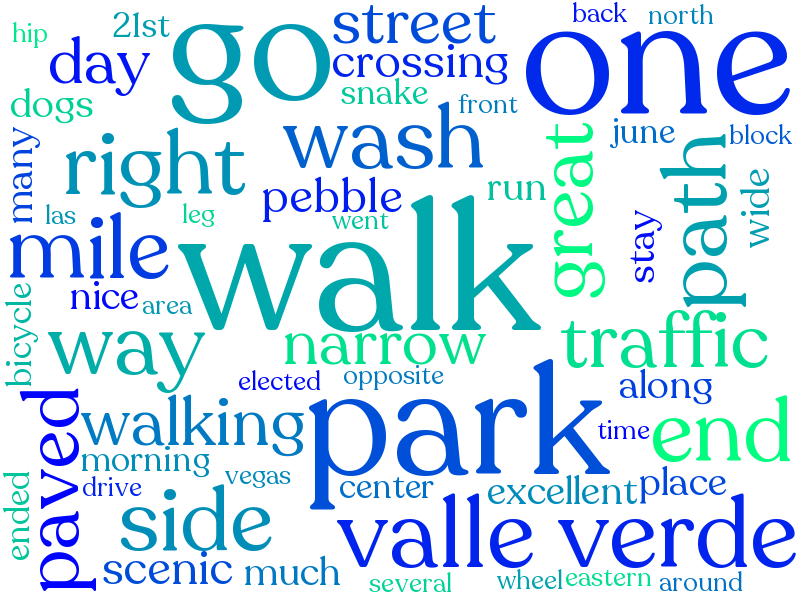 hip
21st
go
street
back
north
day
crossing
one
dogs
snake
front
many
right
wash
great
june
block
path
las
leg
pebble
went
run
stay
wide
mile
walk
nice
area
bicycle
way
narrow
traffic
elected
opposite
along
paved
walking
park
time
end
morning
drive
vegas
center
excellent
place
ended
side
valle verde
scenic
much
several
wheel
eastern
around